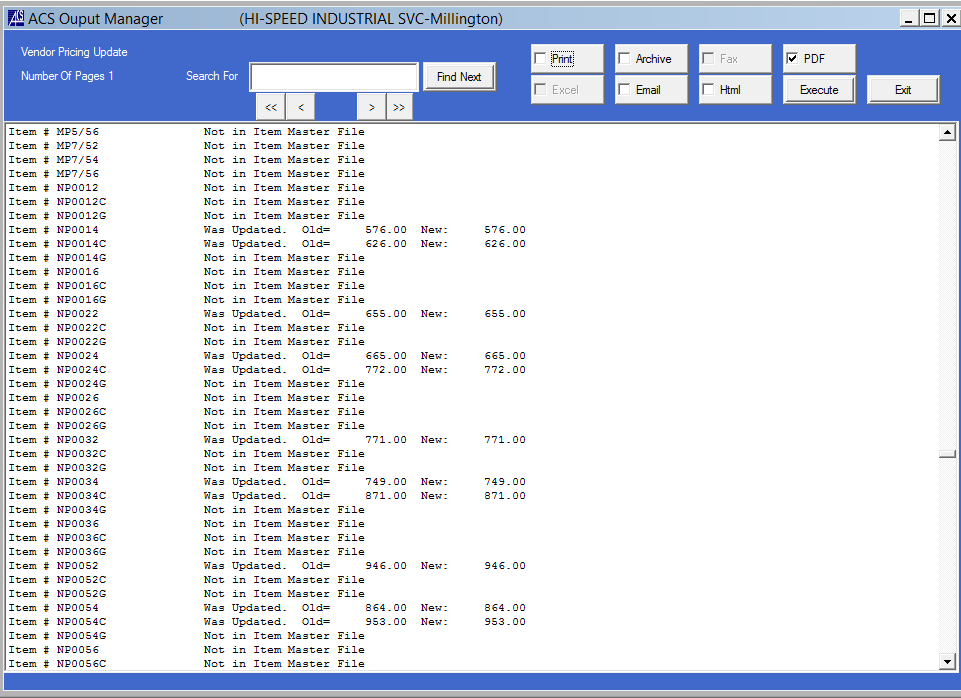 ACS Ouput Manager (HI-SPEED INDUSTRIAL SVC-Millington)
Vendor Pricing Update
Number Of Pages 1 Search For Find Next
<< < > >>
Print Archive Fax PDF
Excel Email Html Execute Exit
Item # MP5/56 Not in Item Master File
Item # MP7/52 Not in Item Master File
Item # MP7/54 Not in Item Master File
Item # MP7/56 Not in Item Master File
Item # NP0012 Not in Item Master File
Item # NP0012C Not in Item Master File
Item # NP0012G Not in Item Master File
Item # NP0014 Was Updated. Old= 576.00 New: 576.00
Item # NP0014C Was Updated. Old= 626.00 New: 626.00
Item # NP0014G Not in Item Master File
Item # NP0016 Not in Item Master File
Item # NP0016C Not in Item Master File
Item # NP0016G Not in Item Master File
Item # NP0022 Was Updated. Old= 655.00 New: 655.00
Item # NP0022C Not in Item Master File
Item # NP0022G Not in Item Master File
Item # NP0024 Was Updated. Old= 665.00 New: 665.00
Item # NP0024C Was Updated. Old= 772.00 New: 772.00
Item # NP0024G Not in Item Master File
Item # NP0026 Not in Item Master File
Item # NP0026C Not in Item Master File
Item # NP0026G Not in Item Master File
Item # NP0032 Was Updated. Old= 771.00 New: 771.00
Item # NP0032C Not in Item Master File
Item # NP0032G Not in Item Master File
Item # NP0034 Was Updated. Old= 749.00 New: 749.00
Item # NP0034C Was Updated. Old= 871.00 New: 871.00
Item # NP0034G Not in Item Master File
Item # NP0036 Not in Item Master File
Item # NP0036C Not in Item Master File
Item # NP0036G Not in Item Master File
Item # NP0052 Was Updated. Old= 946.00 New: 946.00
Item # NP0052C Not in Item Master File
Item # NP0052G Not in Item Master File
Item # NP0054 Was Updated. Old= 864.00 New: 864.00
Item # NP0054C Was Updated. Old= 953.00 New: 953.00
Item # NP0054G Not in Item Master File
Item # NP0056 Not in Item Master File
Item # NP0056C Not in Item Master File